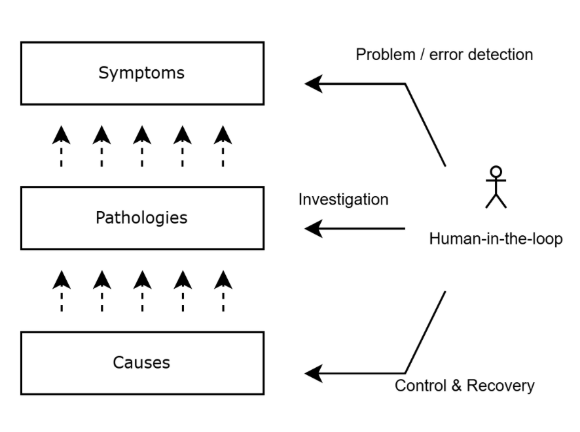 Problem / error detection
Symptoms
Investigation
Pathologies
Human-in-the-loop
Causes
Control & Recovery